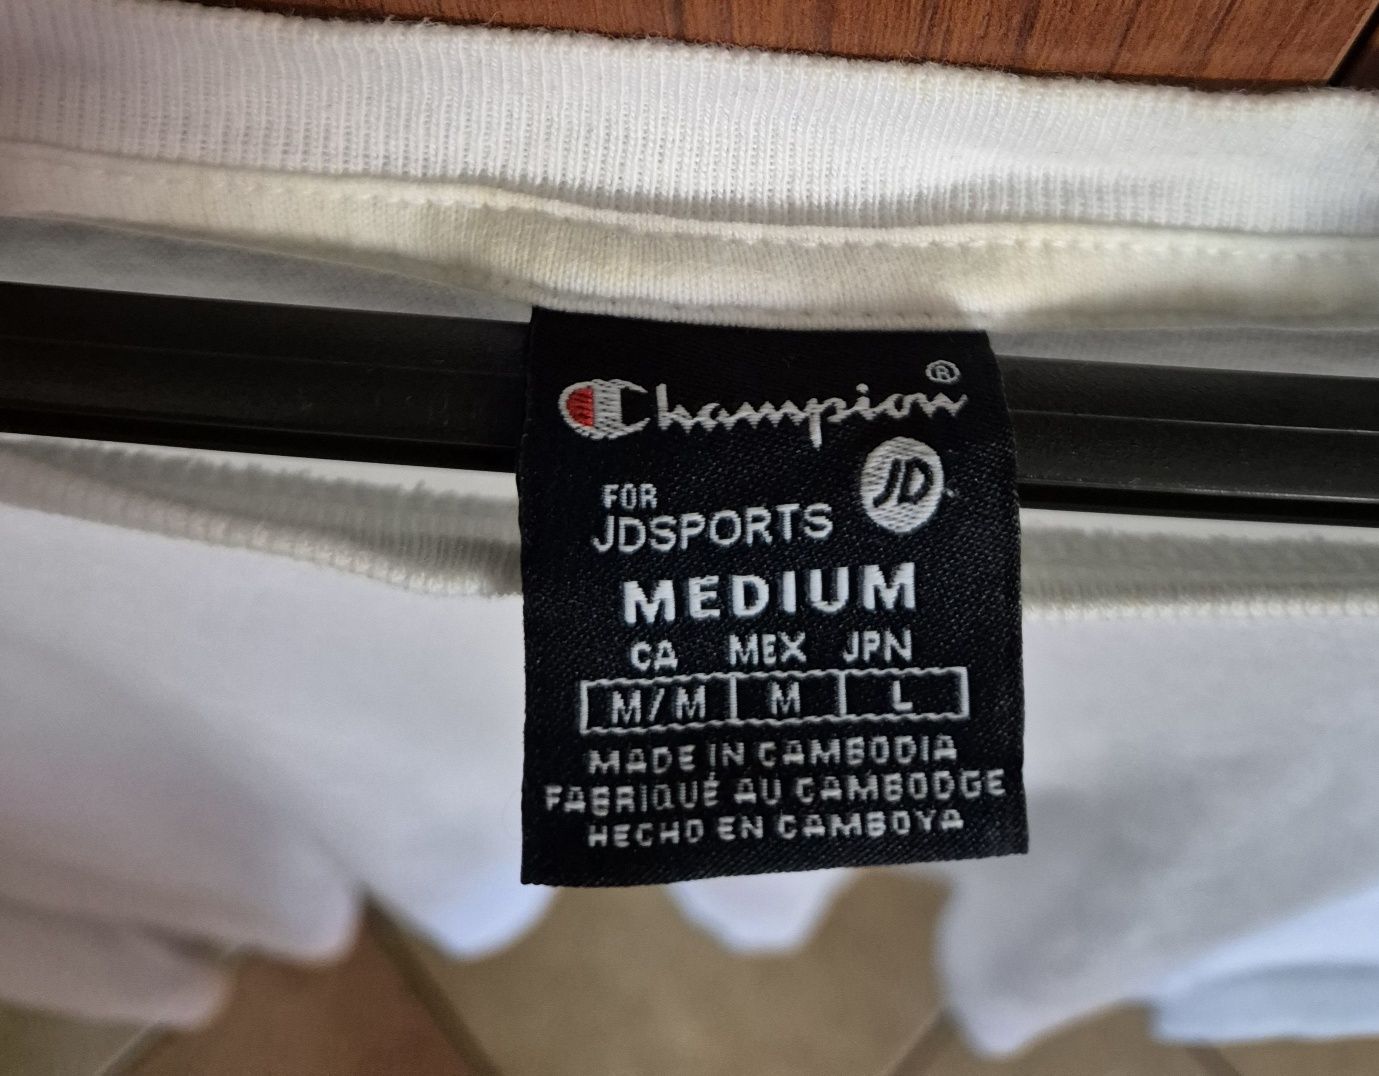 Champion®
JD
FOR
JDSPORTS
MEDIUM
CA MEX JPN
M/M M L
MADE IN CAMBODIA
FABRIQUÉ AU CAMBODGE
HECHO EN CAMBOYA